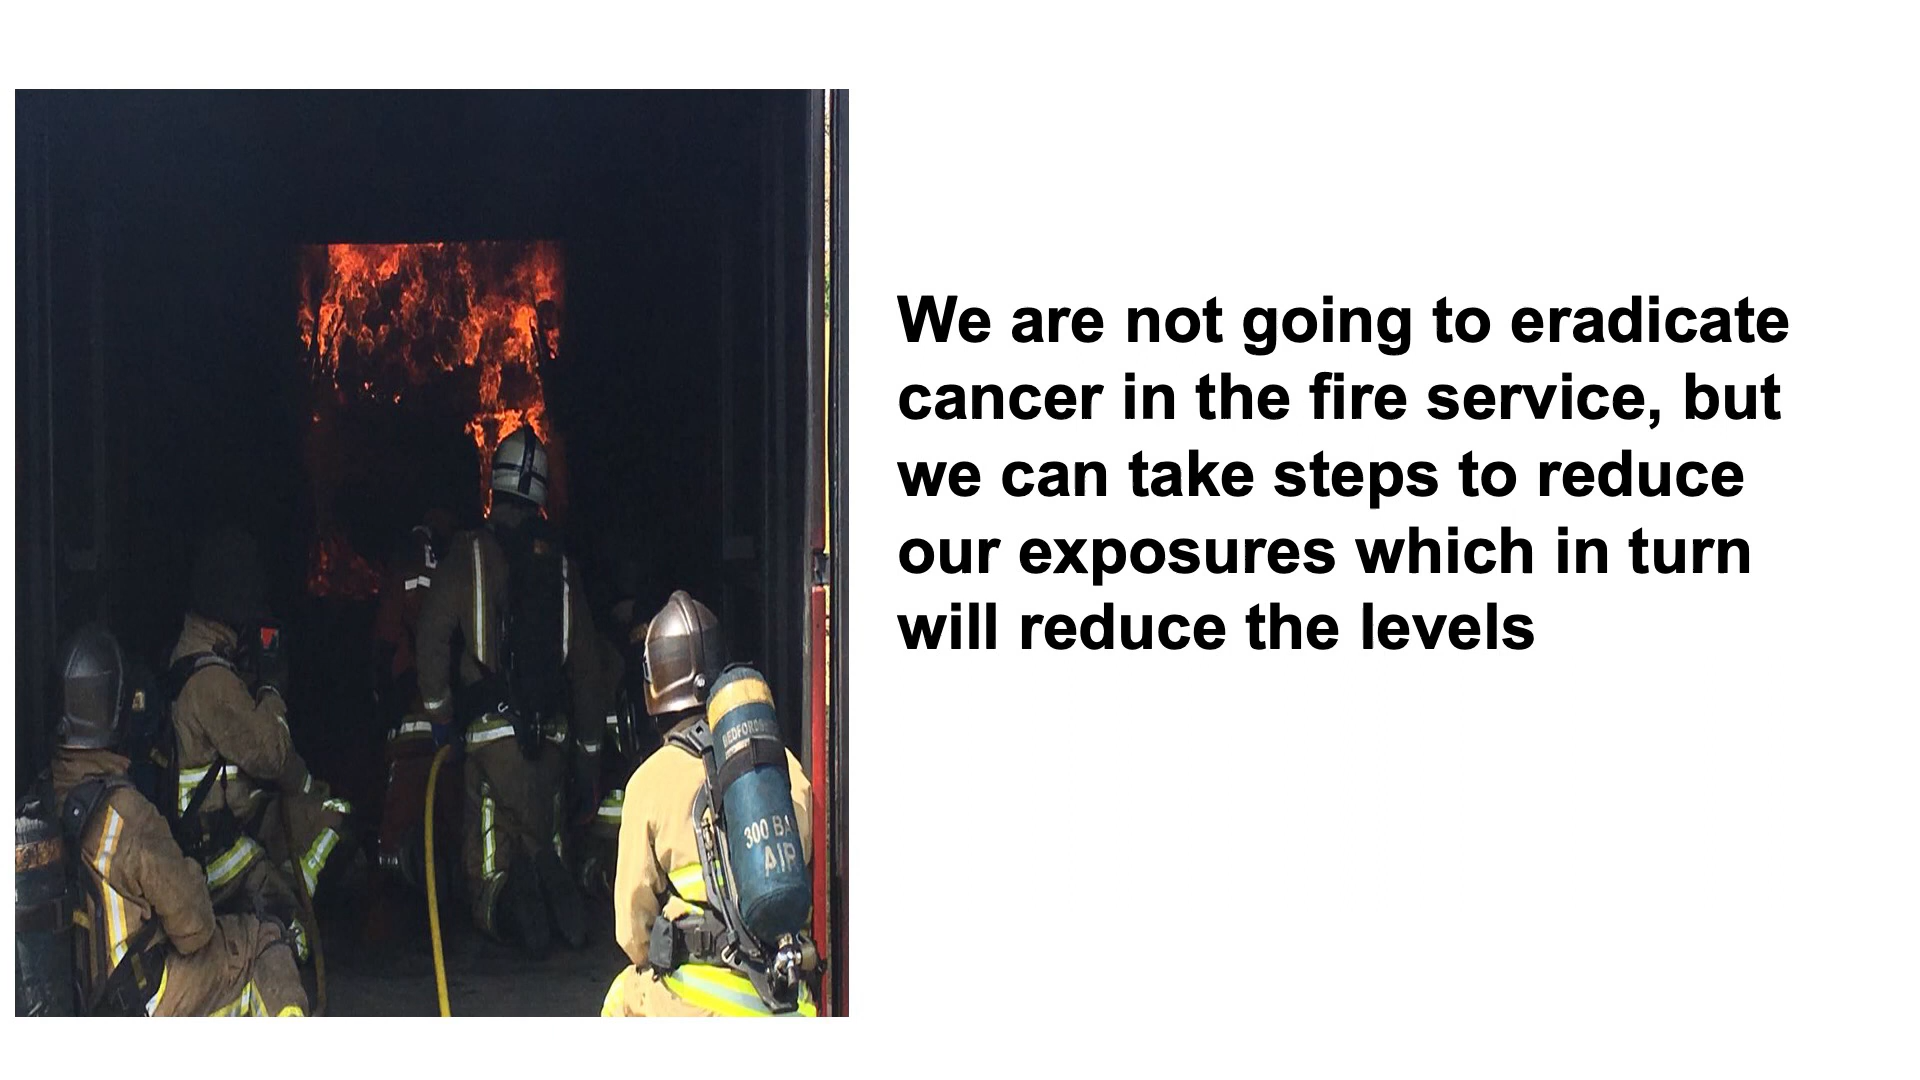 We are not going to eradicate
cancer in the fire service, but
we can take steps to reduce
our exposures which in turn
will reduce the levels
300 BA
AIR